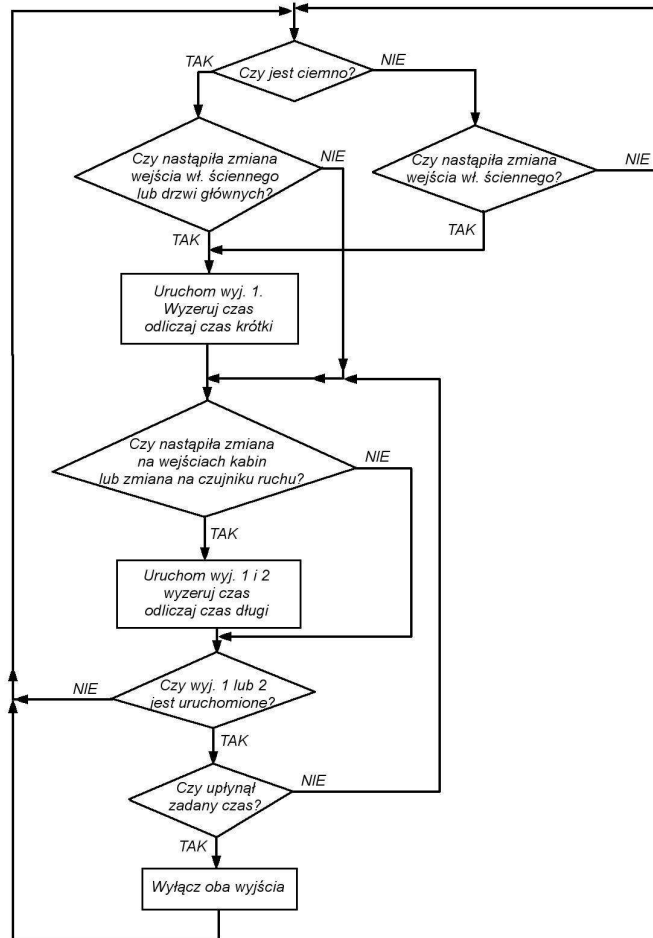 Czy jest ciemno?
TAK
NIE
Czy nastąpiła zmiana
wejścia wł. ściennego
lub drzwi głównych?
NIE
Czy nastąpiła zmiana
wejścia wł. ściennego?
NIE
TAK
TAK
Uruchom wyj. 1.
Wyzeruj czas
odliczaj czas krótki
Czy nastąpiła zmiana
na wejściach kabin
lub zmiana na czujniku ruchu?
NIE
TAK
Uruchom wyj. 1 i 2
wyzeruj czas
odliczaj czas długi
NIE
Czy wyj. 1 lub 2
jest uruchomione?
TAK
Czy upłynął
zadany czas?
NIE
TAK
Wyłącz oba wyjścia